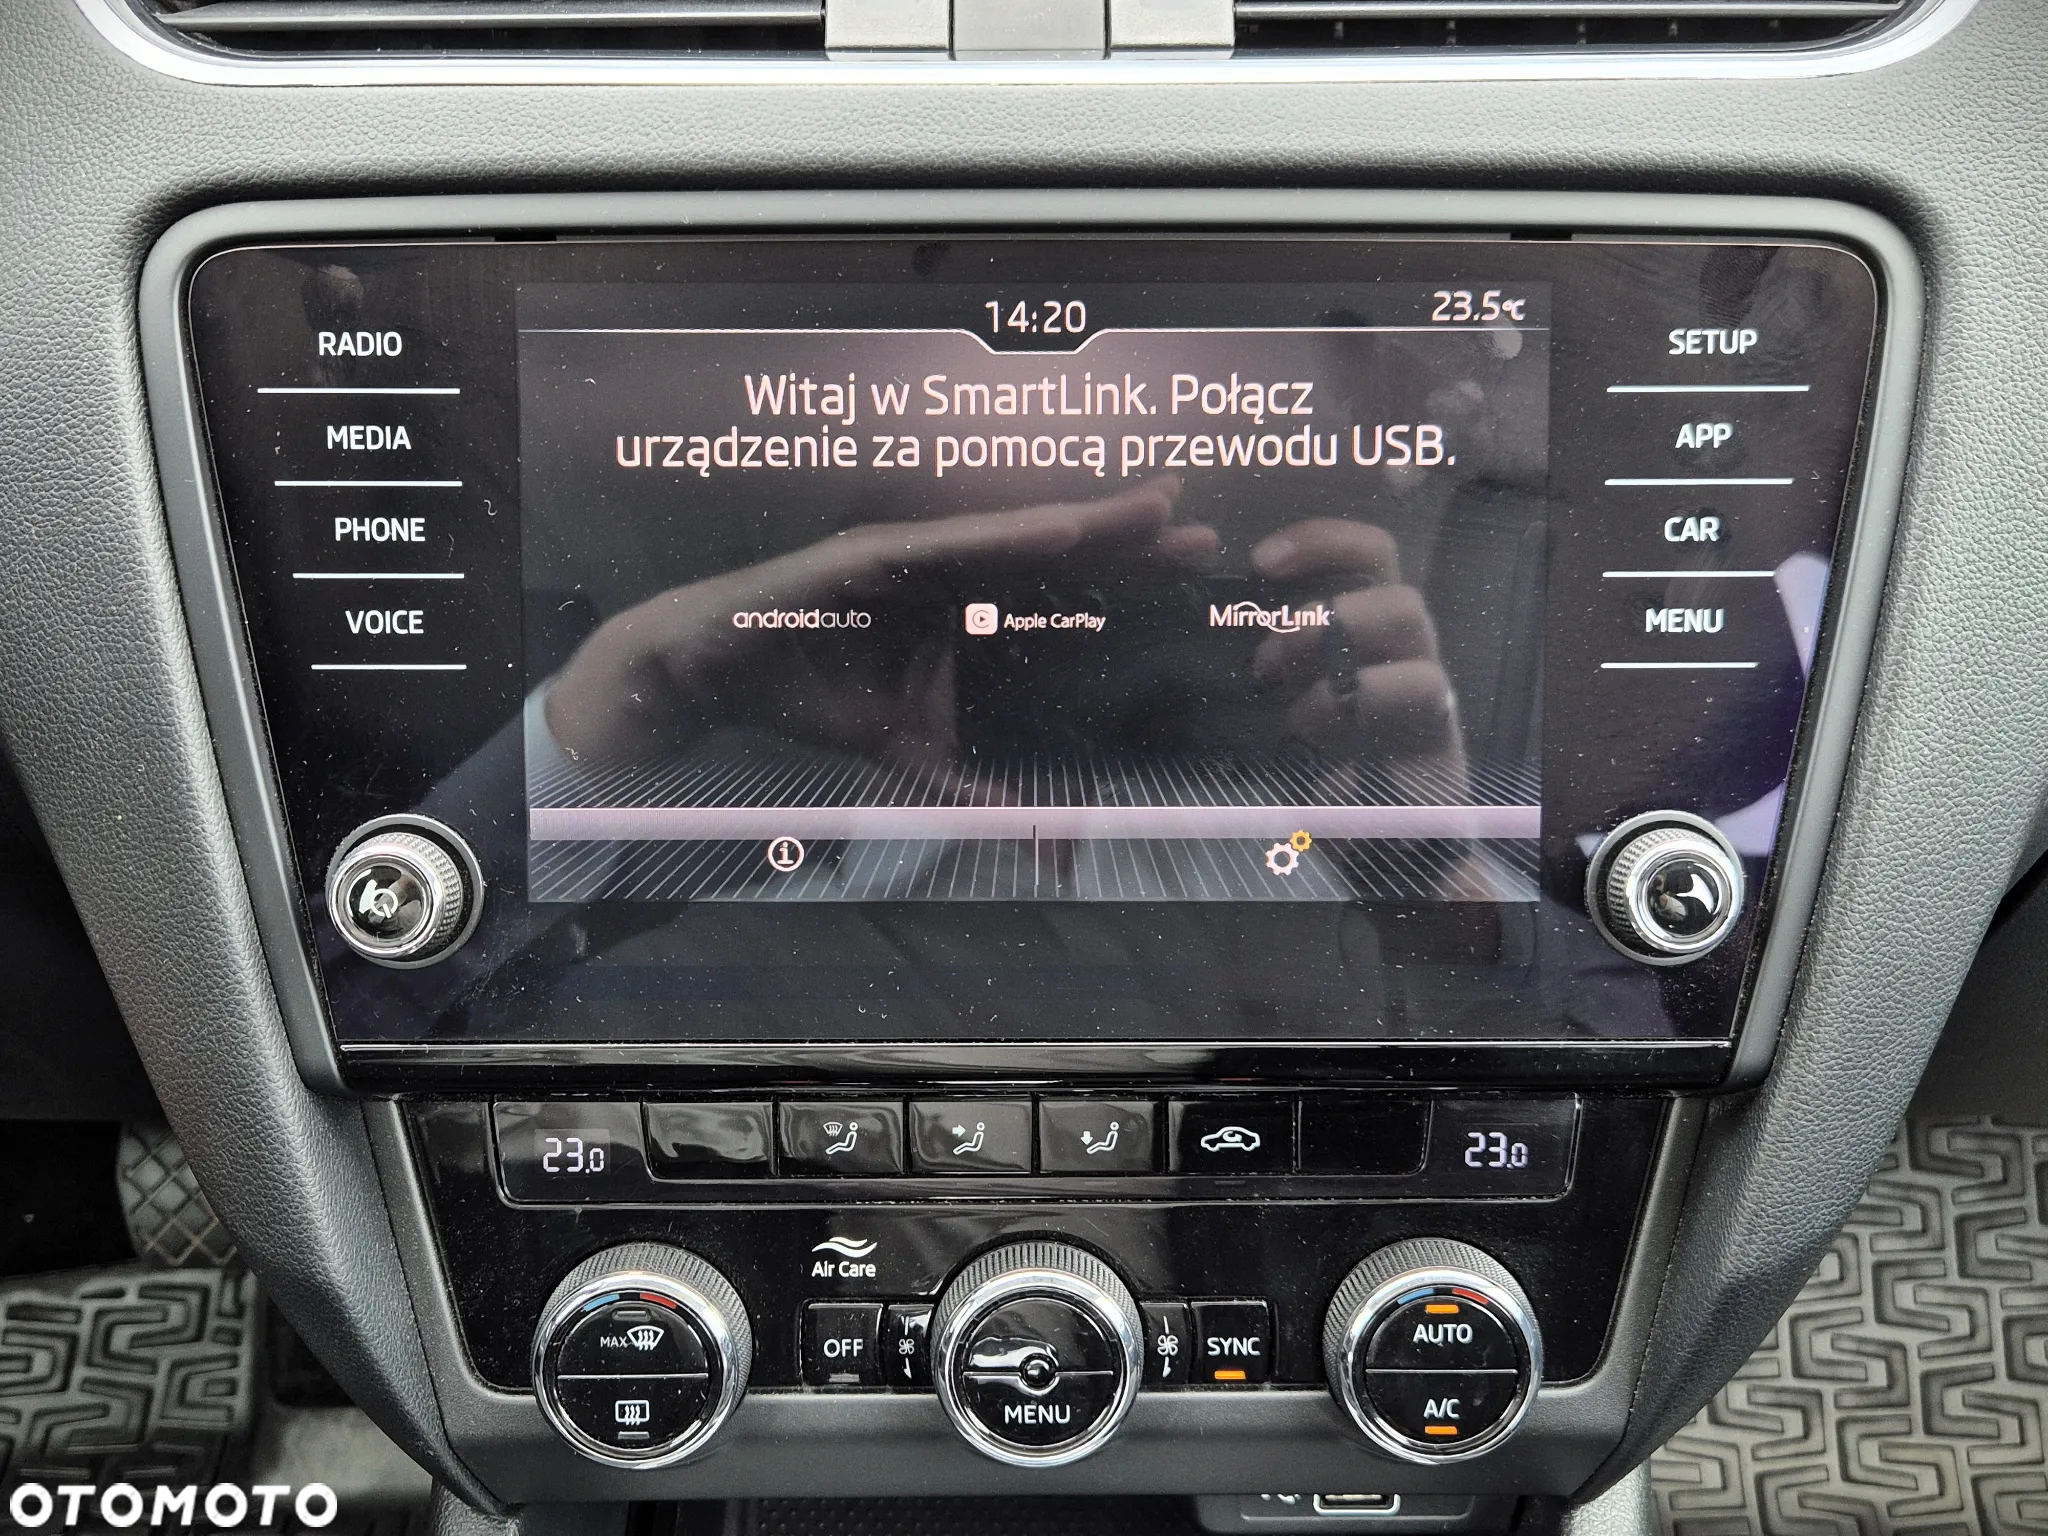 14:20
23.5°C
RADIO
MEDIA
PHONE
VOICE
Witaj w SmartLink. Połącz
urządzenie za pomocą przewodu USB.
androidauto
Apple CarPlay
MirrorLink
SETUP
APP
CAR
MENU
23.0
23.0
Air Care
MAX
OFF
MENU
SYNC
AUTO
A/C
OTOMOTO